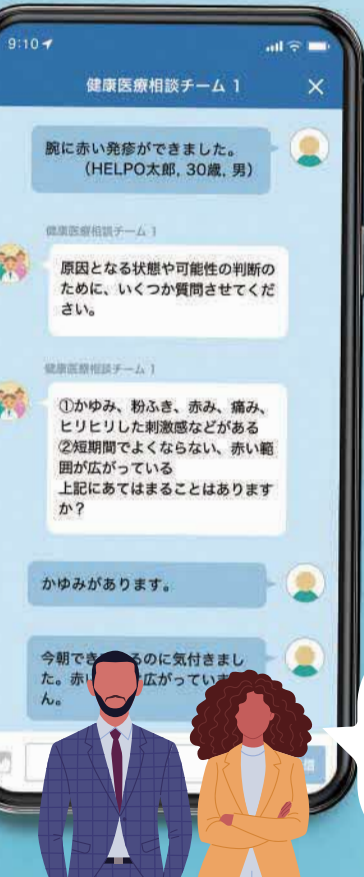 9:10
健康医療相談チーム 1
腕に赤い発疹ができました。
(HELPO太郎, 30歳, 男)
健康医療相談チーム 1
原因となる状態や可能性の判断の
ために、いくつか質問させてくだ
さい。
健康医療相談チーム 1
①かゆみ、粉ふき、赤み、痛み、
ヒリヒリした刺激感などがある
②短期間でよくならない、赤い範
囲が広がっている
上記にあてはまることはあります
か？
かゆみがあります。
今朝でき るのに気付きまし
た。赤 広がっていま
ん。
信